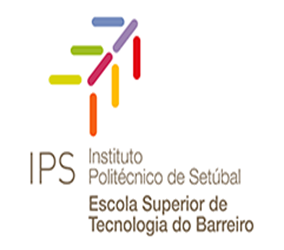 IPS
Instituto
Politécnico de Setúbal
Escola Superior de
Tecnologia do Barreiro